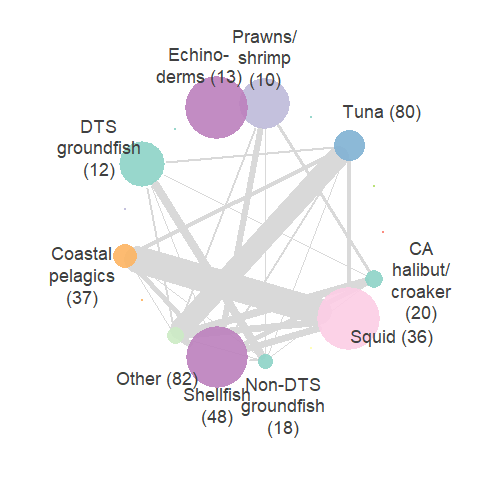 Prawns/
shrimp
(10)
Echino-
derms (13)
Tuna (80)
DTS
groundfish
(12)
Coastal
pelagics
(37)
CA
halibut/
croaker
(20)
Squid (36)
Other (82)
Shellfish
(48)
Non-DTS
groundfish
(18)